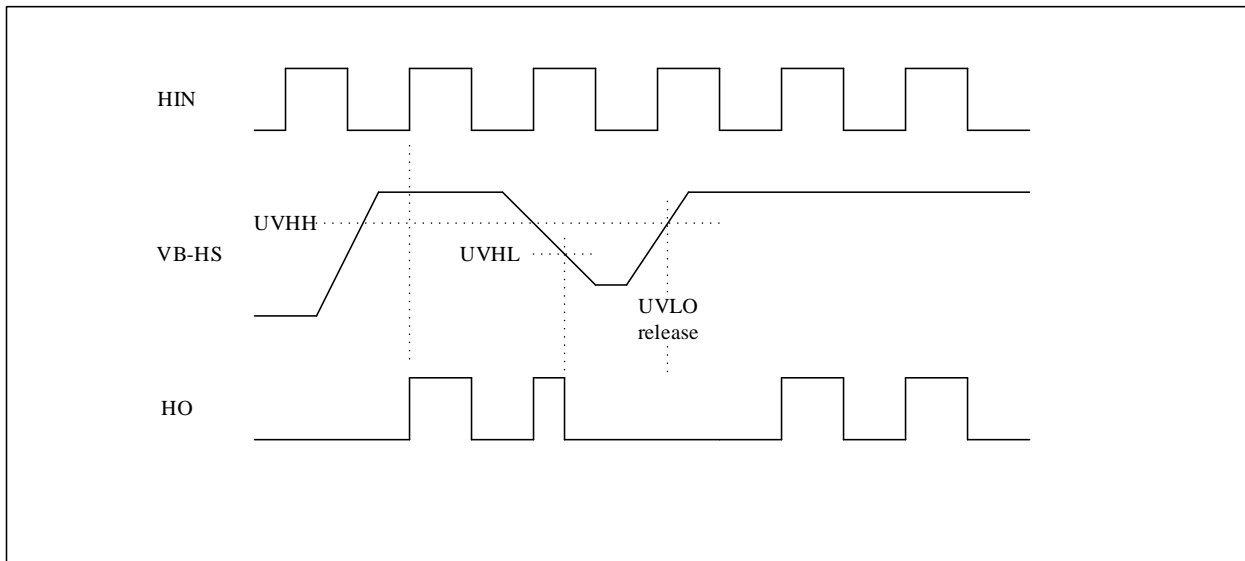 HIN
UVHH
VB-HS
UVHL
UVLO
release
HO